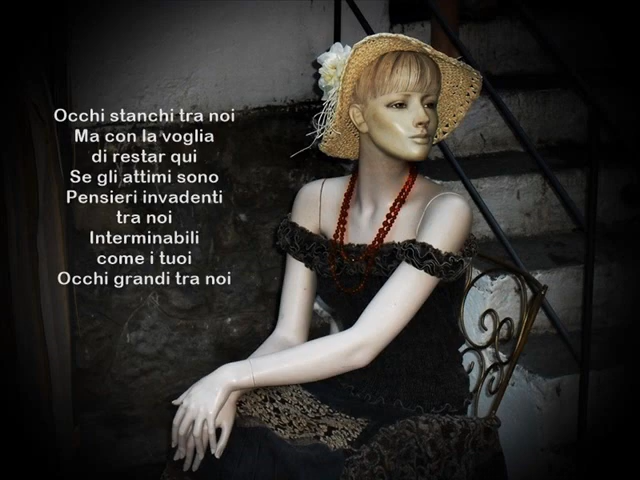 Occhi stanchi tra noi
Ma con la voglia
di restar qui
Se gli attimi sono
Pensieri invadenti
tra noi
Interminabili
come i tuoi
Occhi grandi tra noi